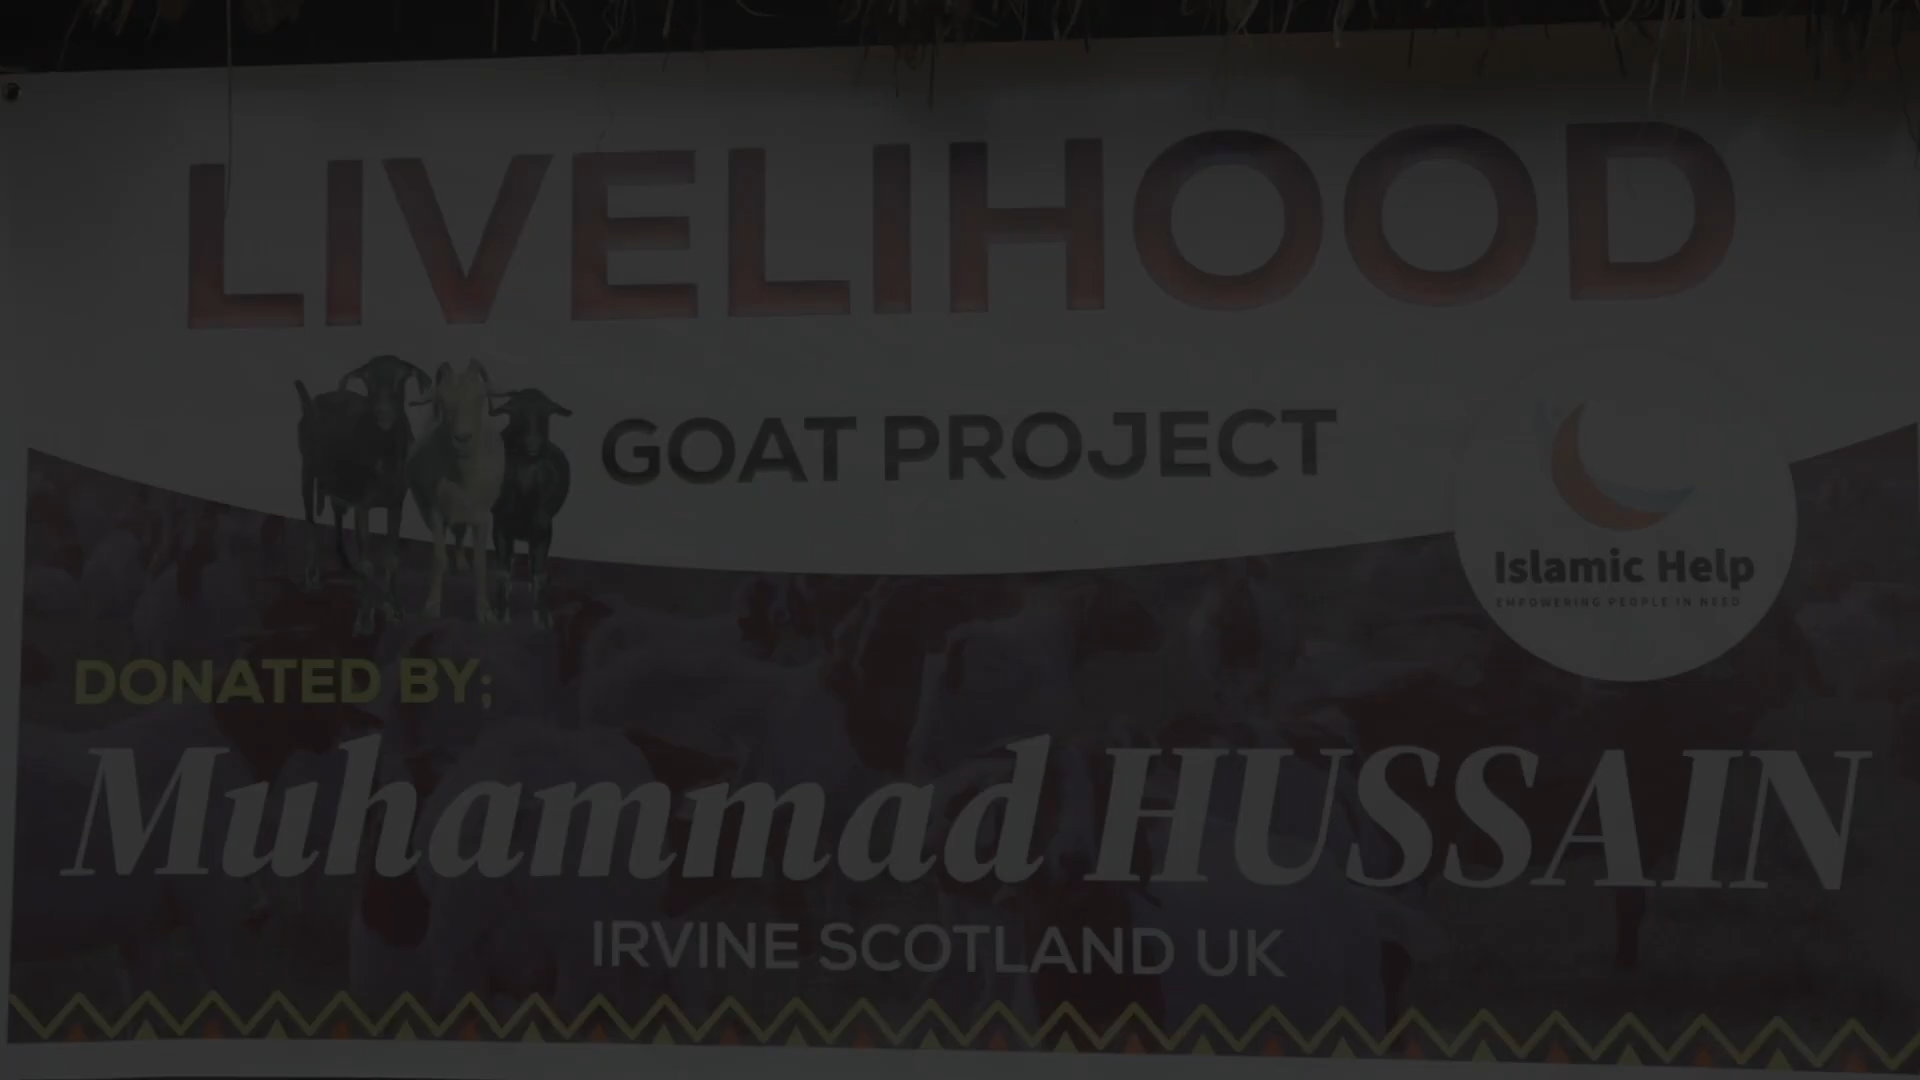 LIVELIHOOD
GOAT PROJECT
Islamic Help
EMPOWERING PEOPLE IN NEED
DONATED BY;
Muhammad HUSSAIN
IRVINE SCOTLAND UK